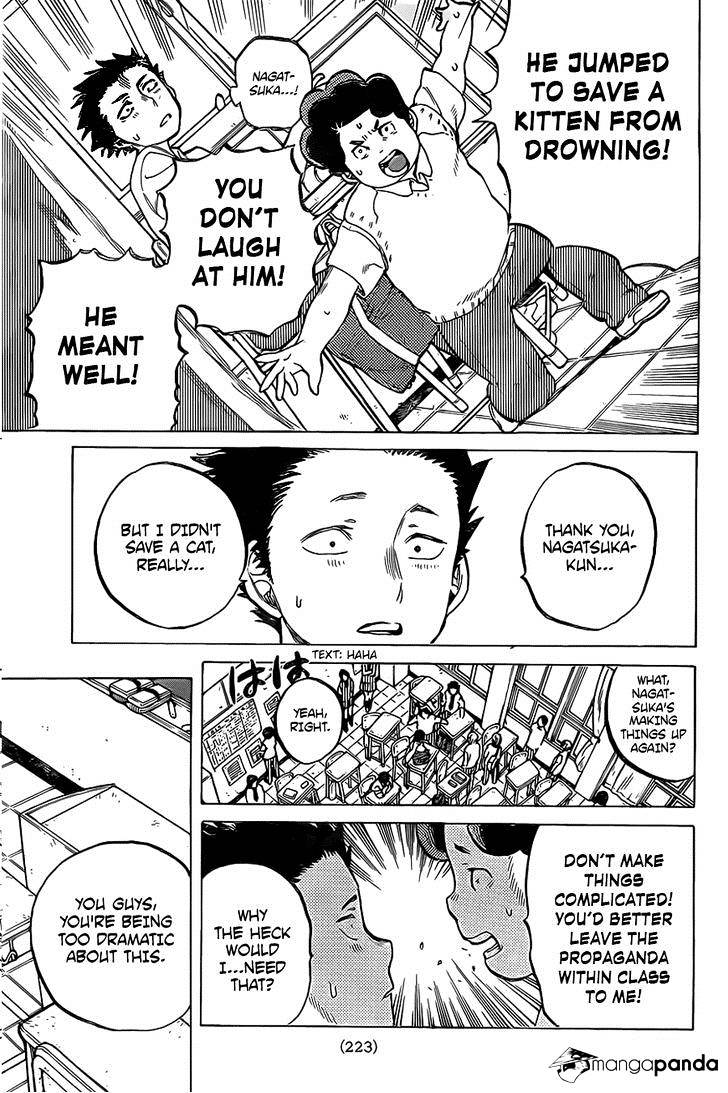 HE JUMPED
TO SAVE A
KITTEN FROM
DROWNING!
NAGAT-
SUKA...!
YOU
DON'T
LAUGH
AT HIM!
HE
MEANT
WELL!
THANK YOU,
NAGATSUKA-
KUN...
BUT I DIDN'T
SAVE A CAT,
REALLY...
WHAT,
NAGAT-
SUKA'S
MAKING
THINGS UP
AGAIN?
TEXT: HAHA
はは
YEAH,
RIGHT.
DON'T MAKE
THINGS
COMPLICATED!
YOU'D BETTER
LEAVE THE
PROPAGANDA
WITHIN CLASS
TO ME!
WHY
THE HECK
WOULD
I...NEED
THAT?
YOU GUYS,
YOU'RE BEING
TOO DRAMATIC
ABOUT THIS.
(223)
mangapanda